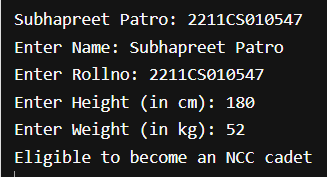 Subhapreet Patro: 2211CS010547
Enter Name: Subhapreet Patro
Enter Rollno: 2211CS010547
Enter Height (in cm): 180
Enter Weight (in kg): 52
Eligible to become an NCC cadet